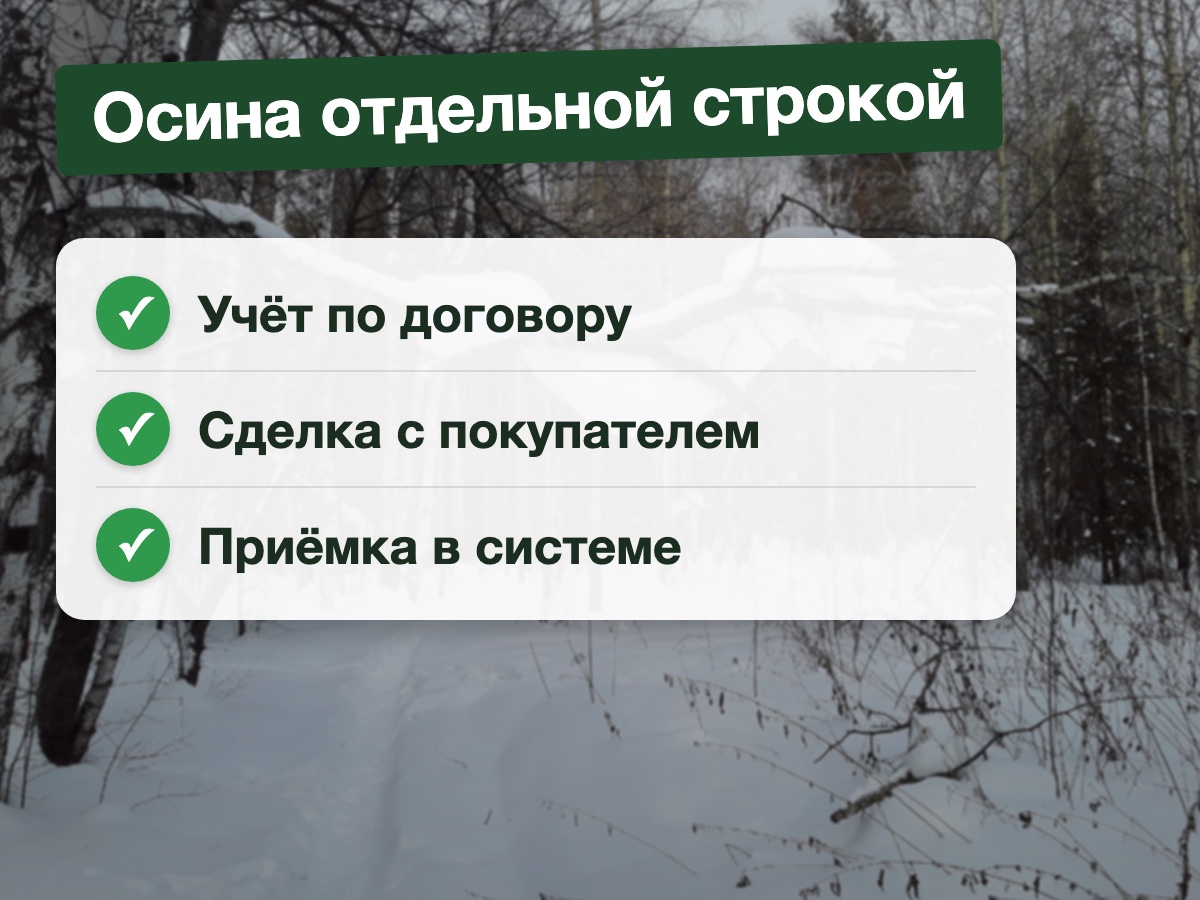 Осина отдельной строкой
Учёт по договору
Сделка с покупателем
Приёмка в системе